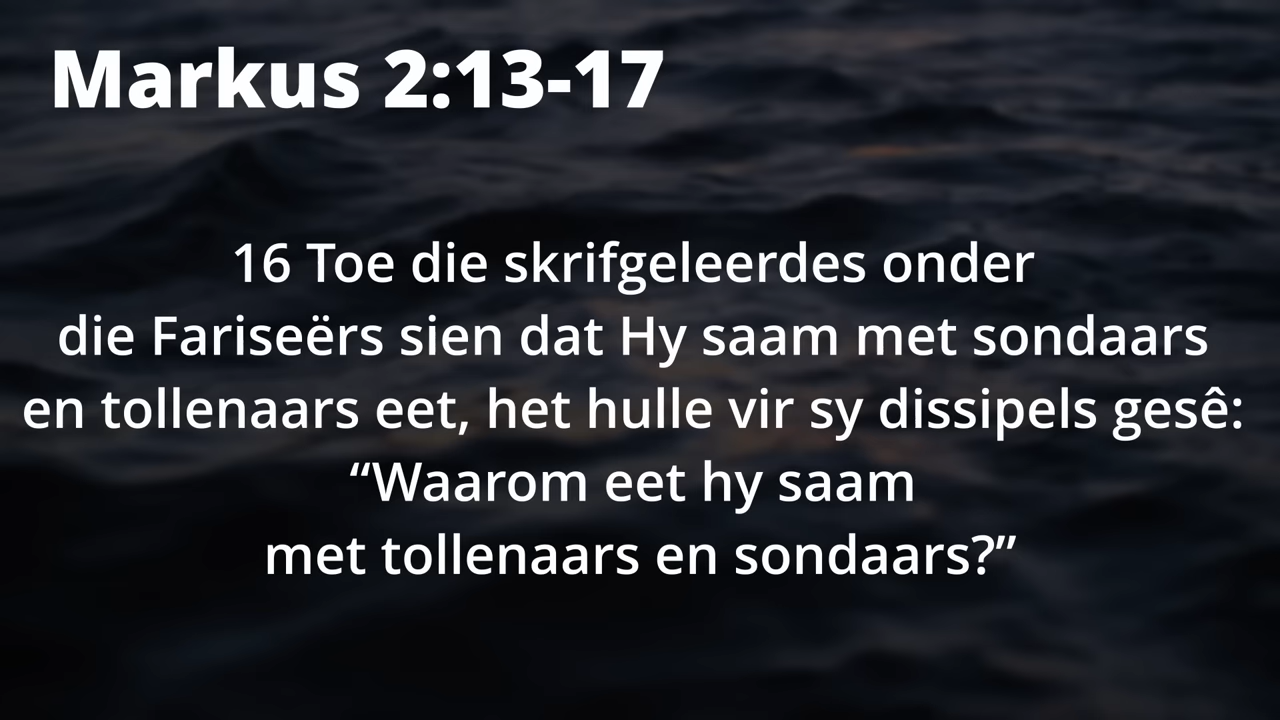 Markus 2:13-17
16 Toe die skrifgeleerdes onder
die Fariseërs sien dat Hy saam met sondaars
en tollenaars eet, het hulle vir sy dissipels gesê:
“Waarom eet hy saam
met tollenaars en sondaars?”